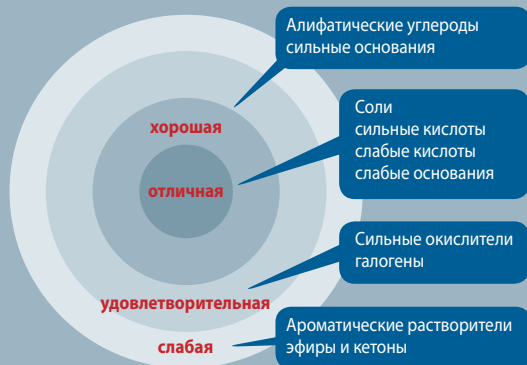 Алифатические углероды
сильные основания
хорошая
Соли
сильные кислоты
слабые кислоты
слабые основания
отличная
Сильные окислители
галогены
удовлетворительная
Ароматические растворители
эфиры и кетоны
слабая